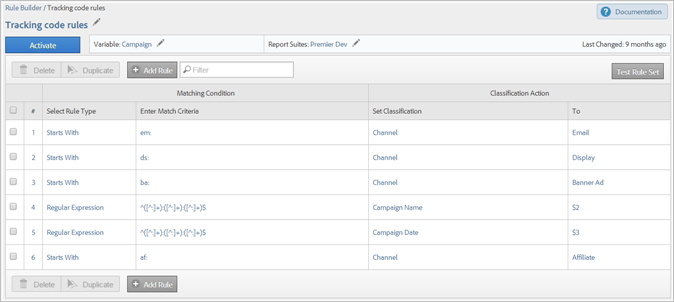 Rule Builder / Tracking code rules
Documentation
Tracking code rules
Activate
Variable: Campaign
Report Suites: Premier Dev
Last Changed: 9 months ago
Delete
Duplicate
Add Rule
Filter
Test Rule Set
Matching Condition
Classification Action
# Select Rule Type Enter Match Criteria Set Classification To
1 Starts With em: Channel Email
2 Starts With ds: Channel Display
3 Starts With ba: Channel Banner Ad
4 Regular Expression ^([^:]+):([^:]+):([^:]+)$ Campaign Name $2
5 Regular Expression ^([^:]+):([^:]+):([^:]+)$ Campaign Date $3
6 Starts With af: Channel Affiliate
Delete
Duplicate
Add Rule